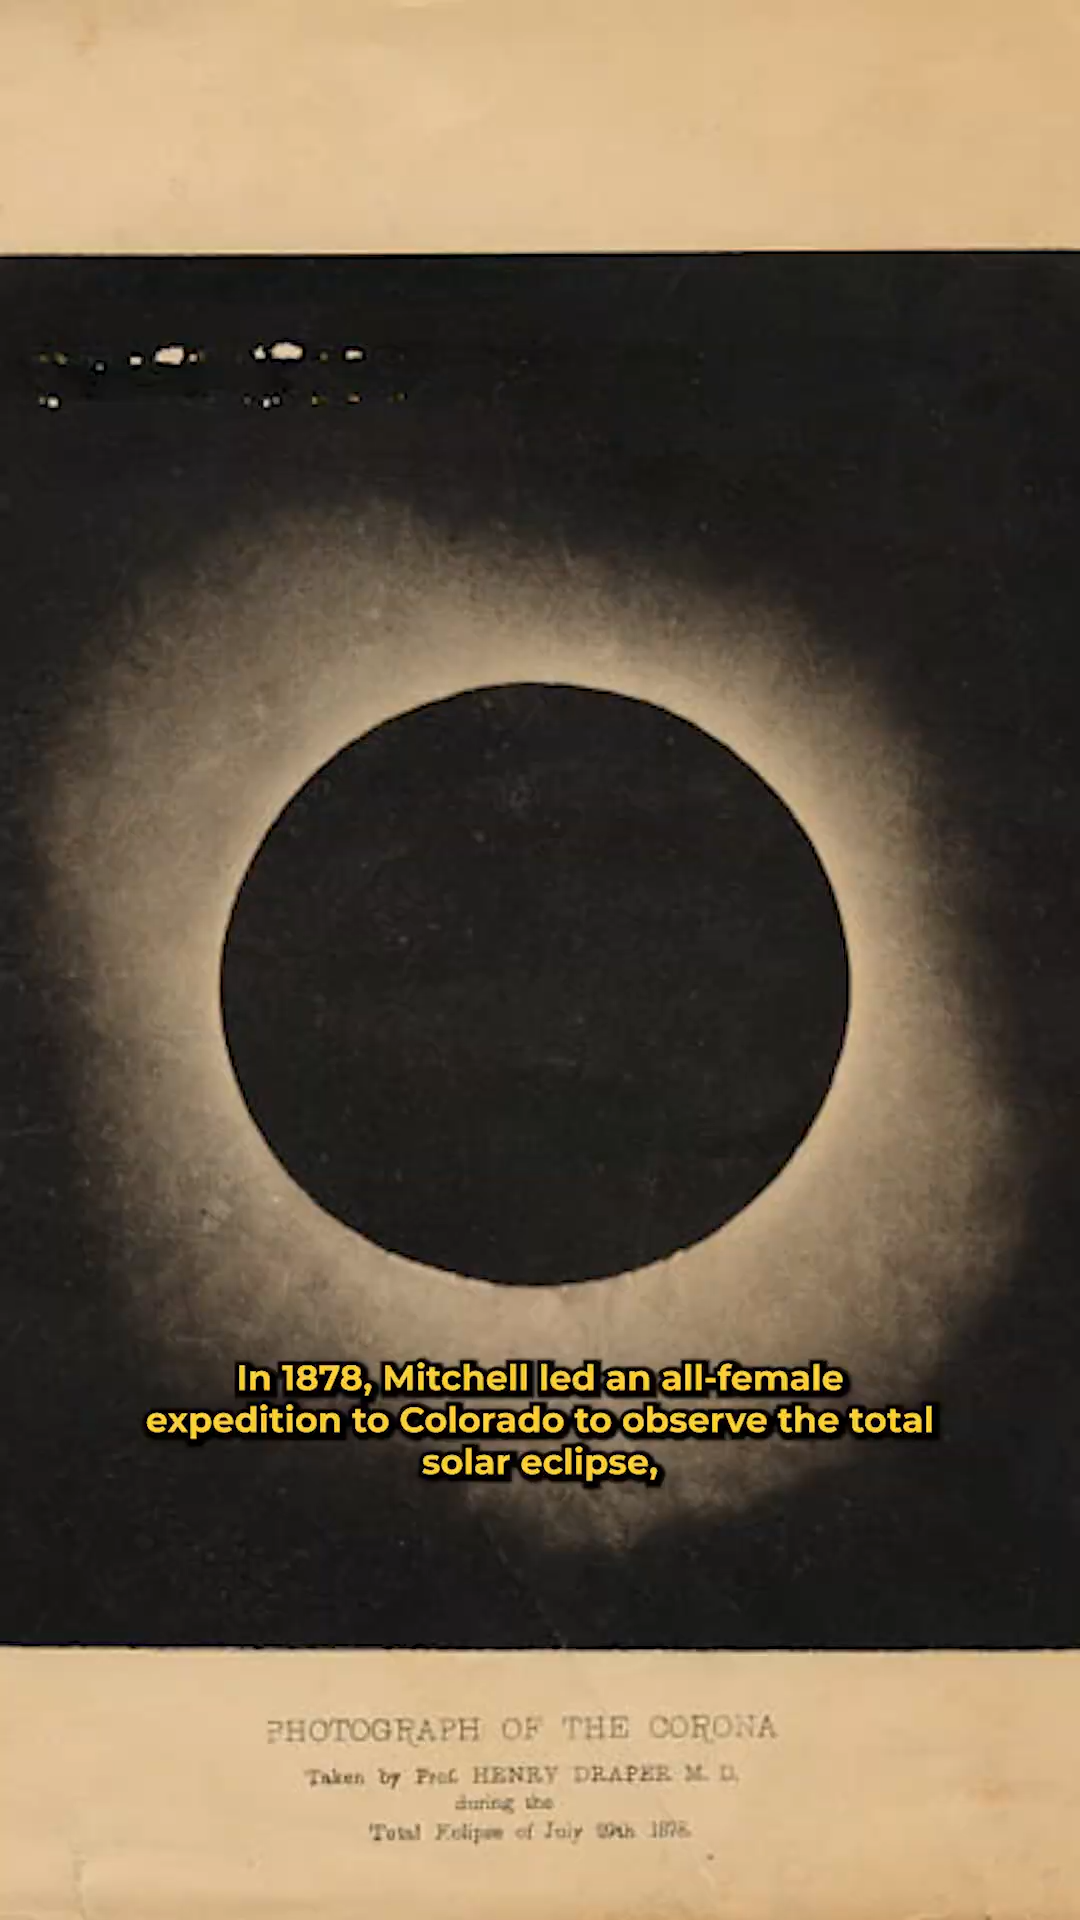 In 1878, Mitchell led an all-female
expedition to Colorado to observe the total
solar eclipse,
PHOTOGRAPH OF THE CORONA
Taken by Prof. HENRY DRAPER M. D.
during the
Total Eclipse of July 29th 1878.